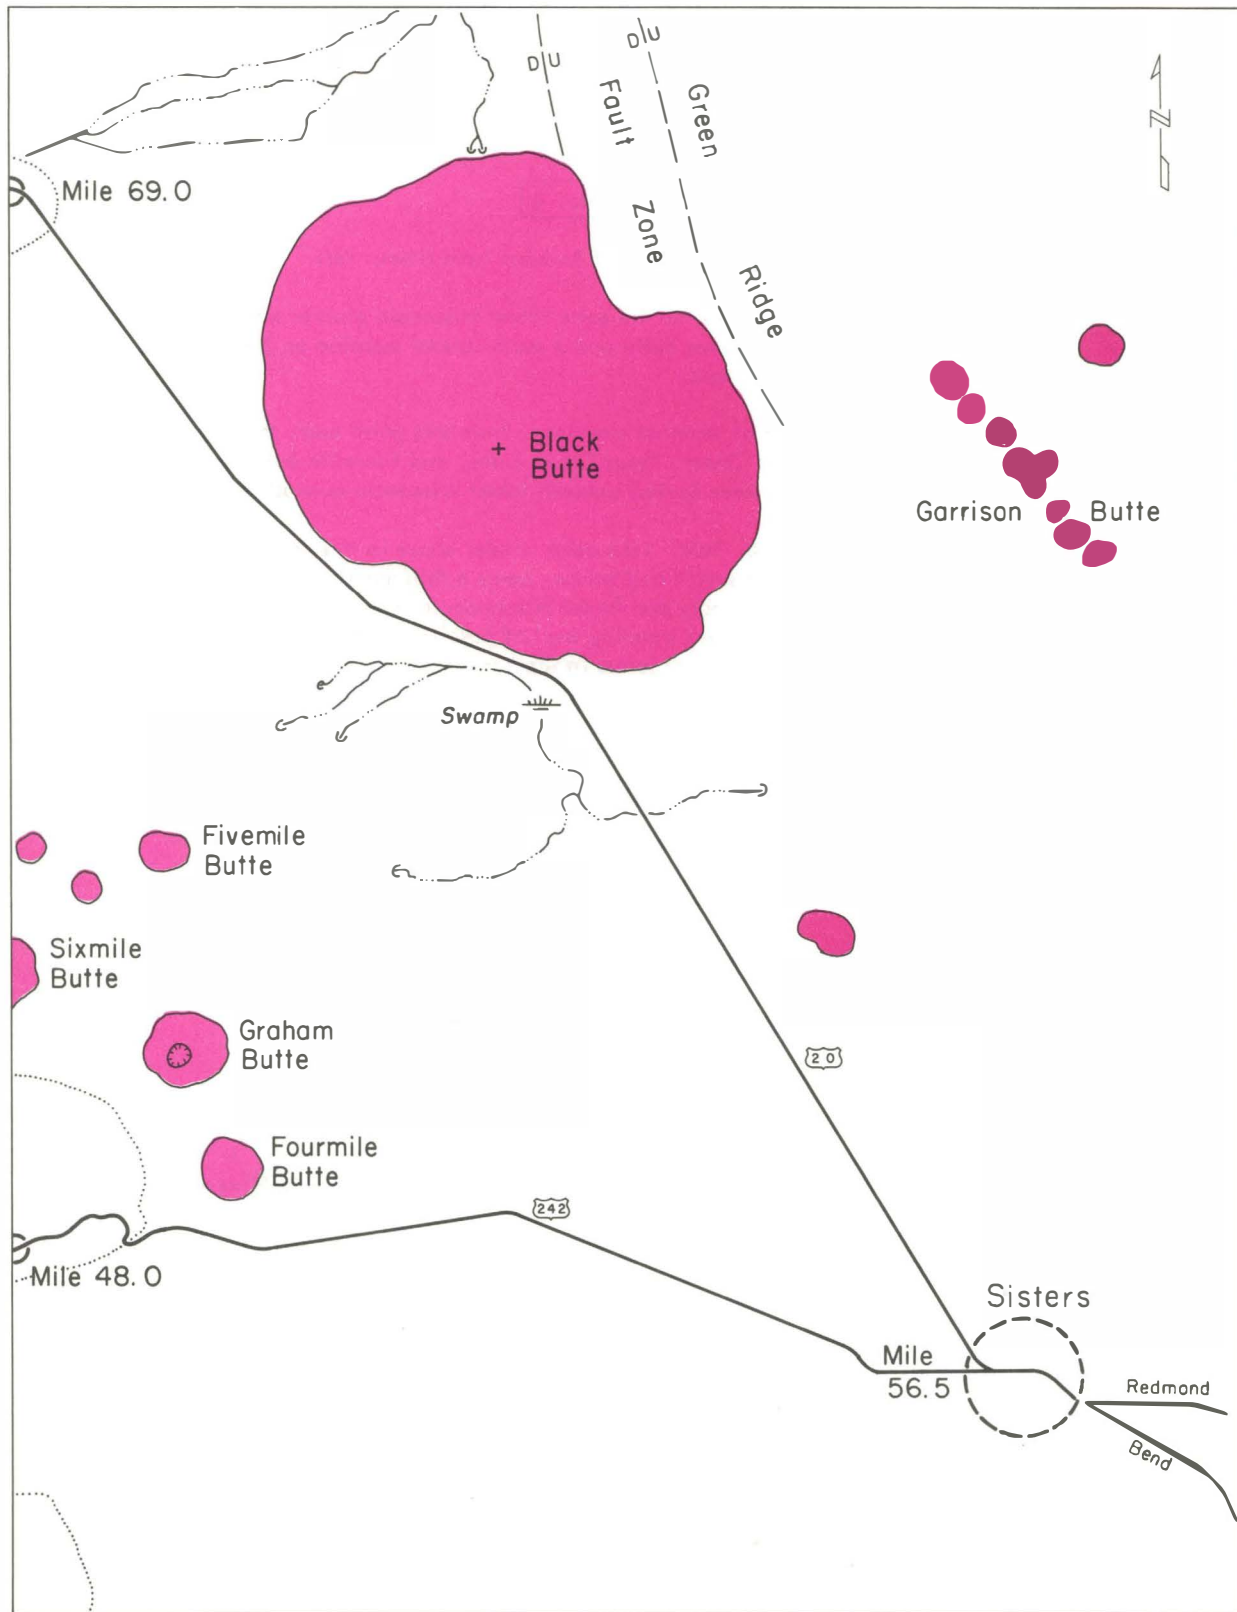 D U
D U
Green
Fault
Zone
Ridge
N
Mile 69.0
Black
Butte
Garrison Butte
Swamp
Fivemile
Butte
Sixmile
Butte
Graham
Butte
20
Fourmile
Butte
242
Mile 48.0
Sisters
Mile
56.5
Redmond
Bend